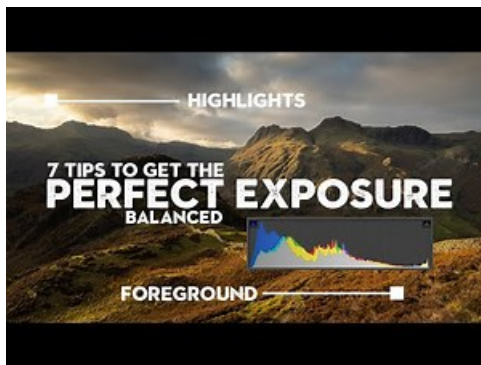 HIGHLIGHTS
7 TIPS TO GET THE
PERFECT EXPOSURE
BALANCED
FOREGROUND